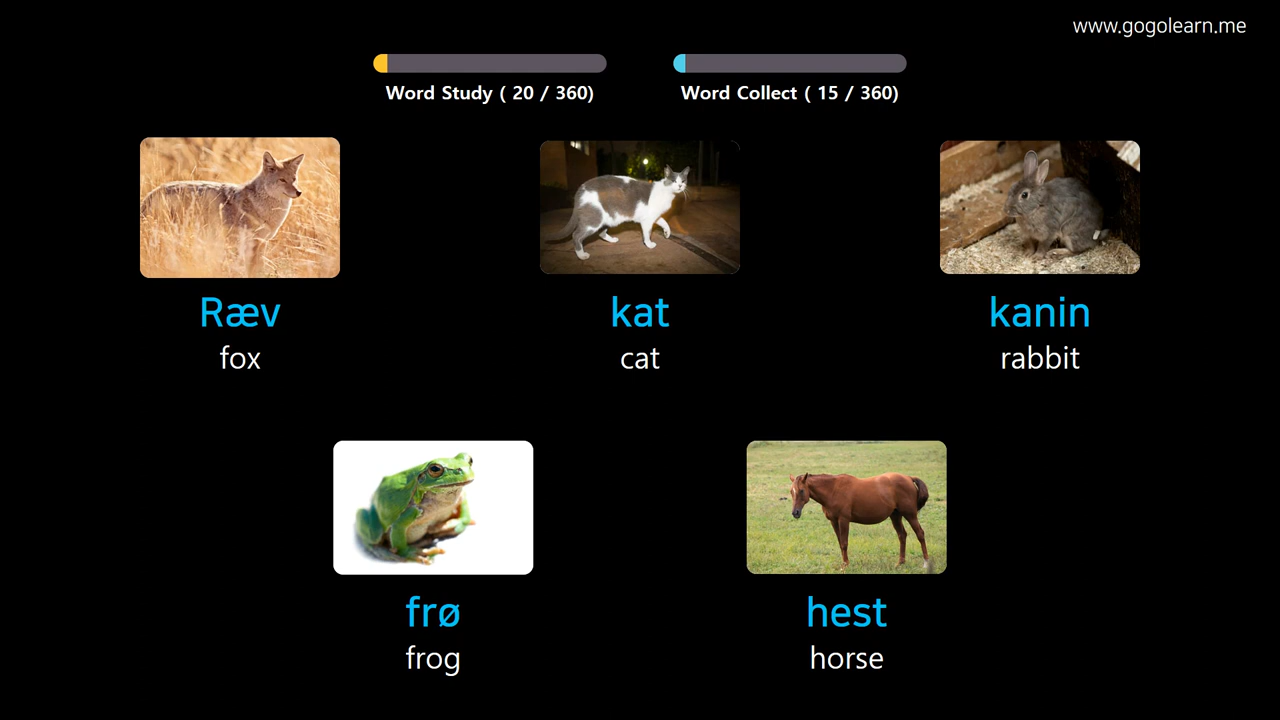 www.gogolearn.me
Word Study ( 20 / 360)
Word Collect ( 15 / 360)
Ræv
fox
kat
cat
kanin
rabbit
frø
frog
hest
horse